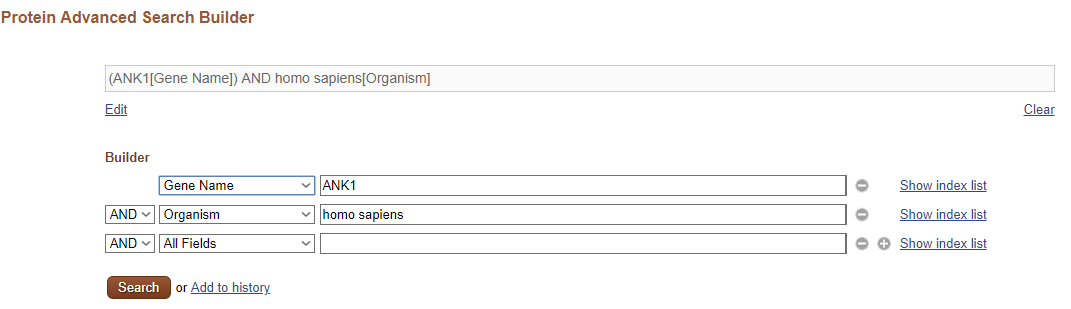 Protein Advanced Search Builder
(ANK1[Gene Name]) AND homo sapiens[Organism]
Edit Clear
Builder
Gene Name ANK1 Show index list
AND Organism homo sapiens Show index list
AND All Fields Show index list
Search or Add to history